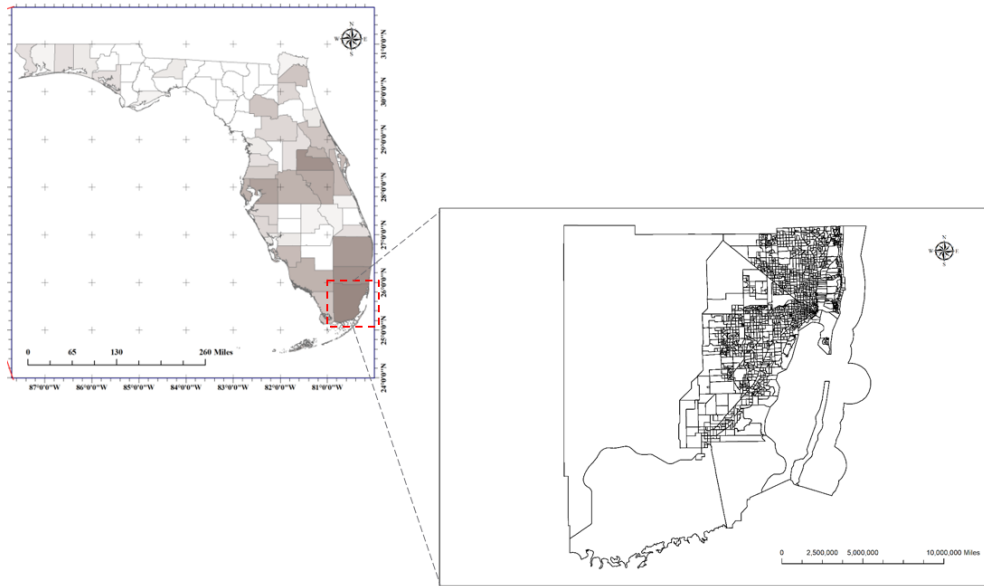 N
W E
S
31°0'0"N
30°0'0"N
29°0'0"N
28°0'0"N
27°0'0"N
26°0'0"N
25°0'0"N
24°0'0"N
0 65 130 260 Miles
87°0'0"W 86°0'0"W 85°0'0"W 84°0'0"W 83°0'0"W 82°0'0"W 81°0'0"W
N
W E
S
0 2,500,000 5,000,000 10,000,000 Miles